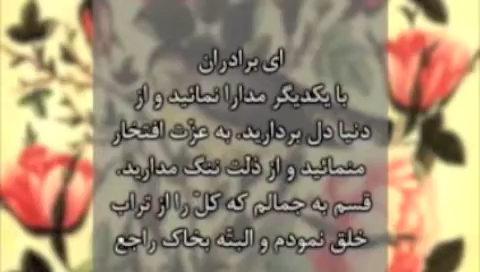 ای برادران
با یکدیگر مدارا نمائید و از
دنیا دل بردارید. به عزّت افتخار
منمائید و از ذلّت ننگ مدارید.
قسم به جمالم که کلّ را از تراب
خلق نمودم و البتّه بخاک راجع